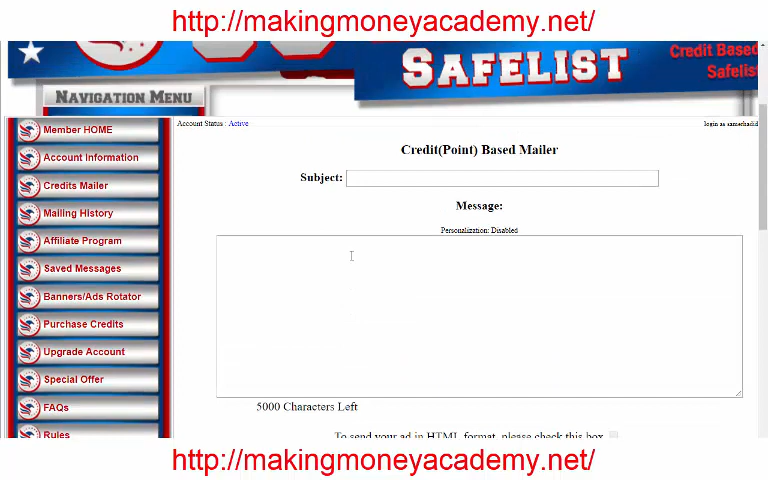 http://makingmoneyacademy.net/
SAFELIST
Credit Based
Safelist
NAVIGATION MENU
Account Status : Active
login as samerhadid
Member HOME
Account Information
Credits Mailer
Mailing History
Affiliate Program
Saved Messages
Banners/Ads Rotator
Purchase Credits
Upgrade Account
Special Offer
FAQs
Rules
Credit(Point) Based Mailer
Subject:
Message:
Personalization: Disabled
5000 Characters Left
To send your ad in HTML format, please check this box
http://makingmoneyacademy.net/